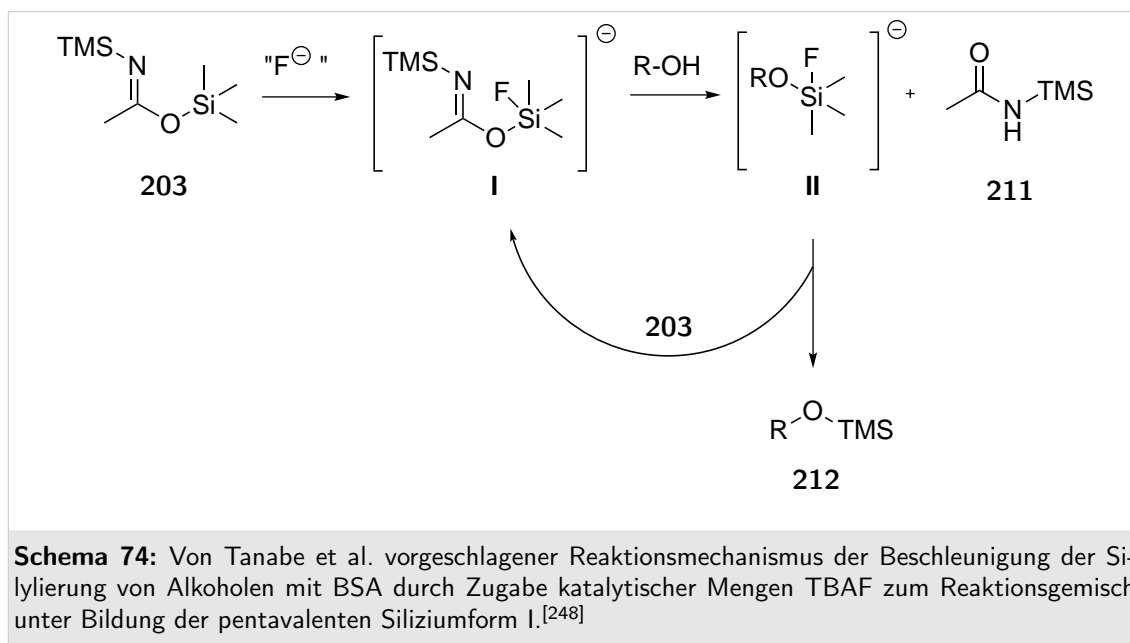 TMS
N
O
Si
203
"F⊖ "
⊖
TMS
N
F
O
Si
I
R-OH
⊖
F
RO
Si
II
+
O
N
H
TMS
211
203
R
O
TMS
212
Schema 74: Von Tanabe et al. vorgeschlagener Reaktionsmechanismus der Beschleunigung der Si-
lylierung von Alkoholen mit BSA durch Zugabe katalytischer Mengen TBAF zum Reaktionsgemisch
unter Bildung der pentavalenten Siliziumform I.[248]